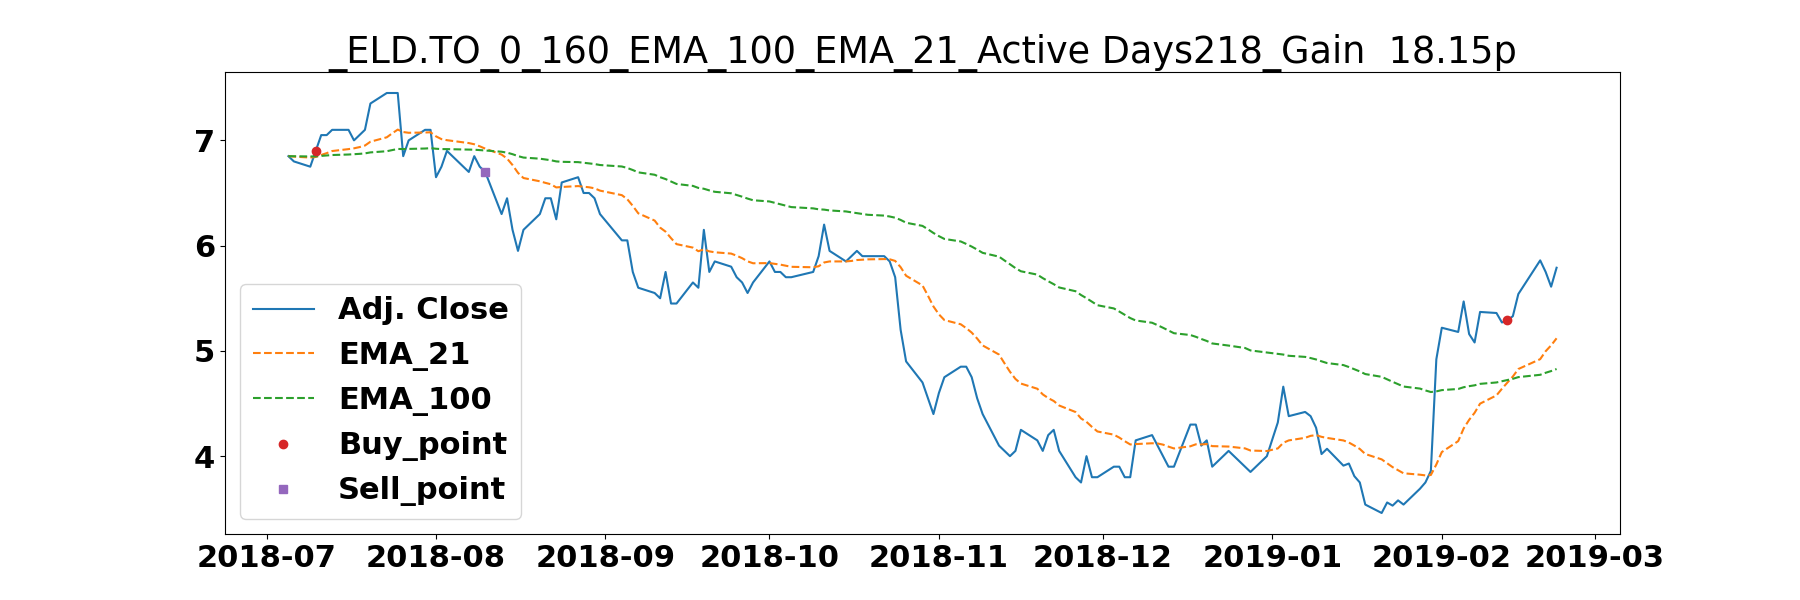 _ELD.TO_0_160_EMA_100_EMA_21_Active Days218_Gain  18.15p
7
6
5
4
Adj. Close
EMA_21
EMA_100
Buy_point
Sell_point
2018-07 2018-08 2018-09 2018-10 2018-11 2018-12 2019-01 2019-02 2019-03